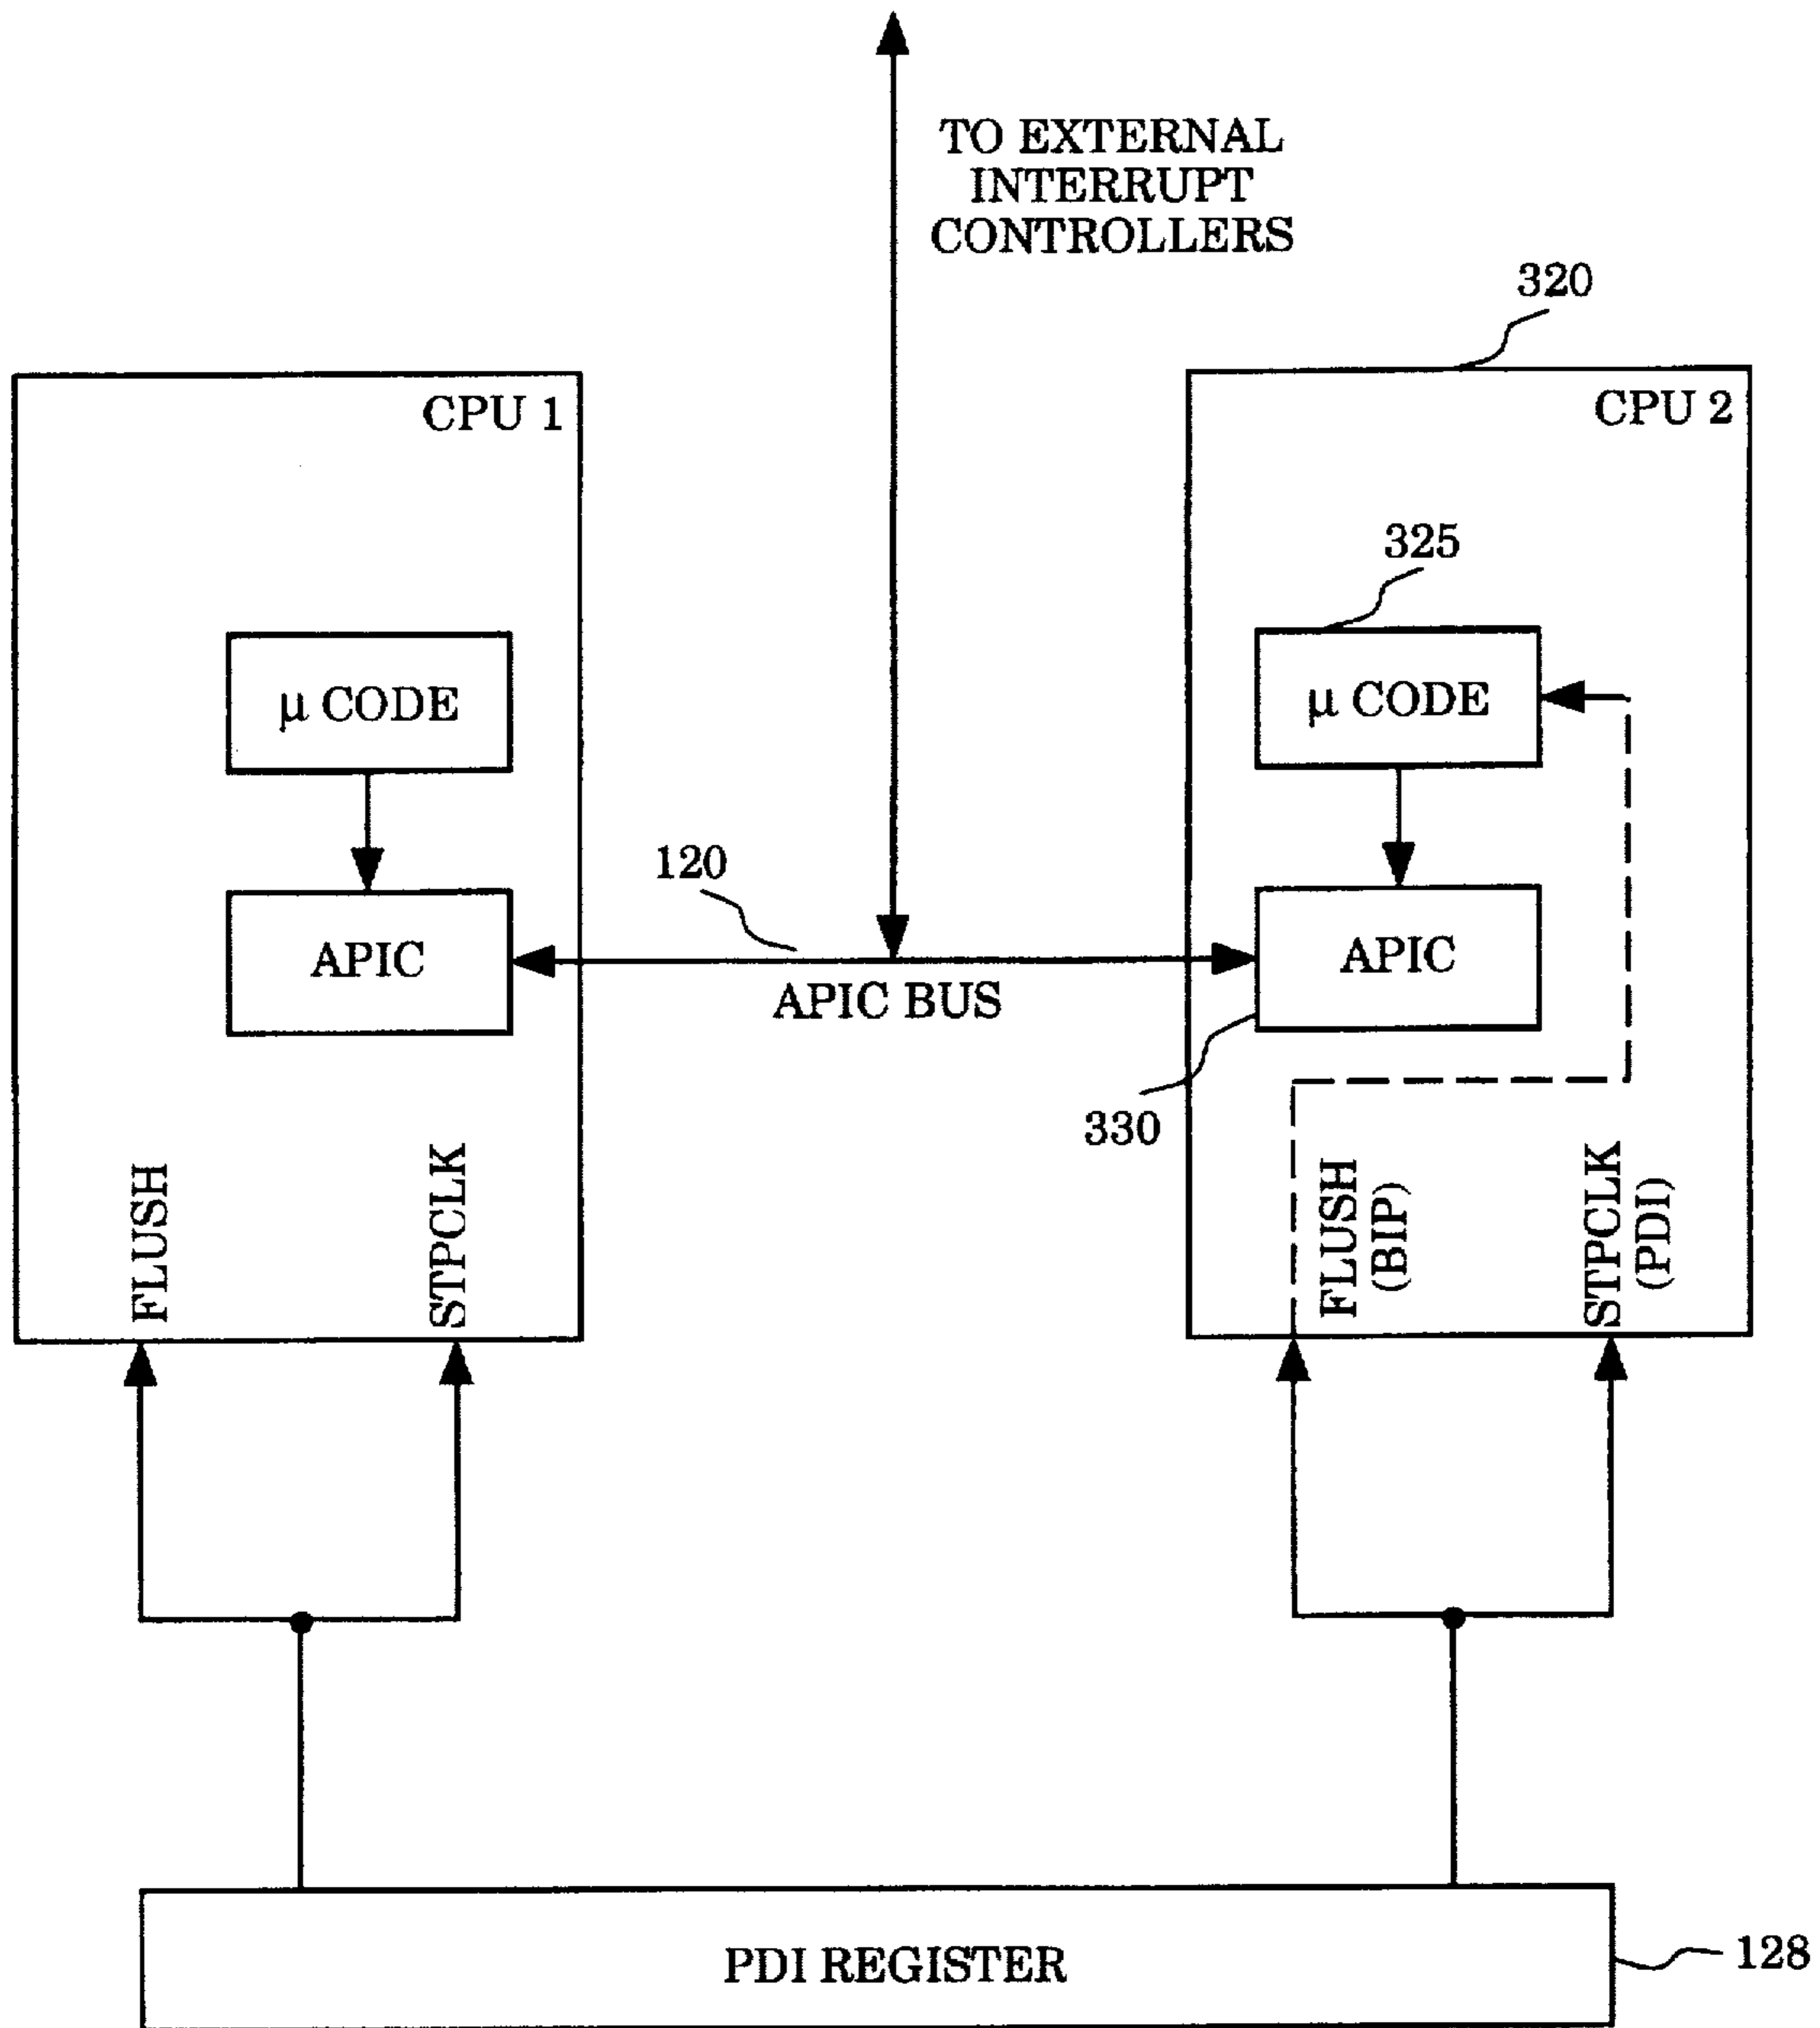 TO EXTERNAL
INTERRUPT
CONTROLLERS
320
CPU 1
CPU 2
325
µ CODE
µ CODE
120
APIC
APIC
APIC BUS
330
FLUSH
STPCLK
FLUSH
(BIP)
STPCLK
(PDI)
PDI REGISTER
128